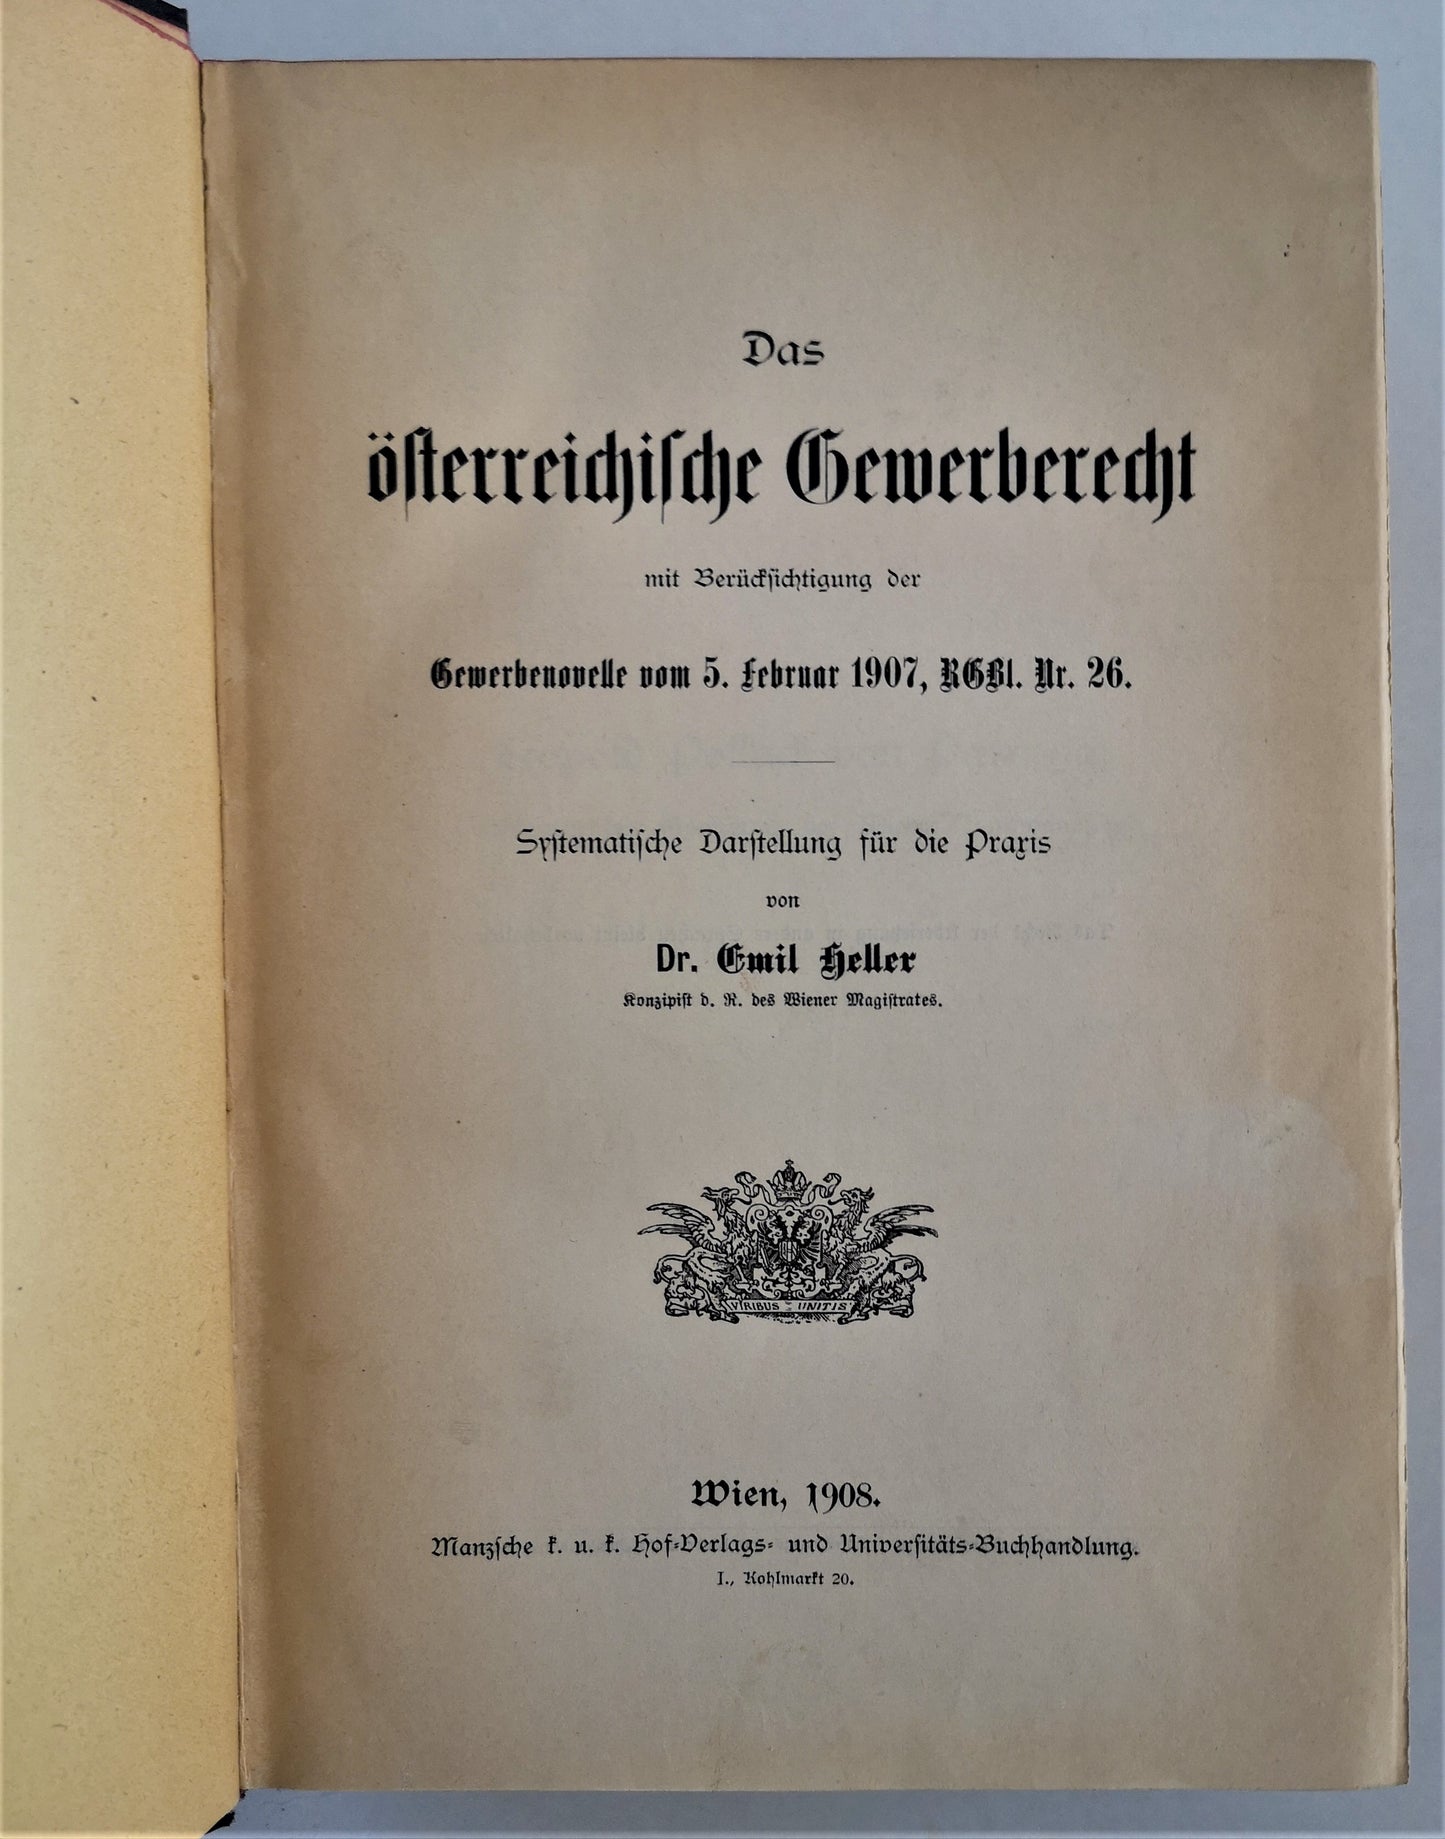 Das
österreichische Gewerberecht
mit Berücksichtigung der
Gewerbenovelle vom 5. Februar 1907, RGBl. Nr. 26.
Systematische Darstellung für die Praxis
von
Dr. Emil Heller
Konzipist d. R. des Wiener Magistrates.
VIRIBUS UNITIS
Wien, 1908.
Manzsche k. u. k. Hof-Verlags- und Universitäts-Buchhandlung.
I., Kohlmarkt 20.